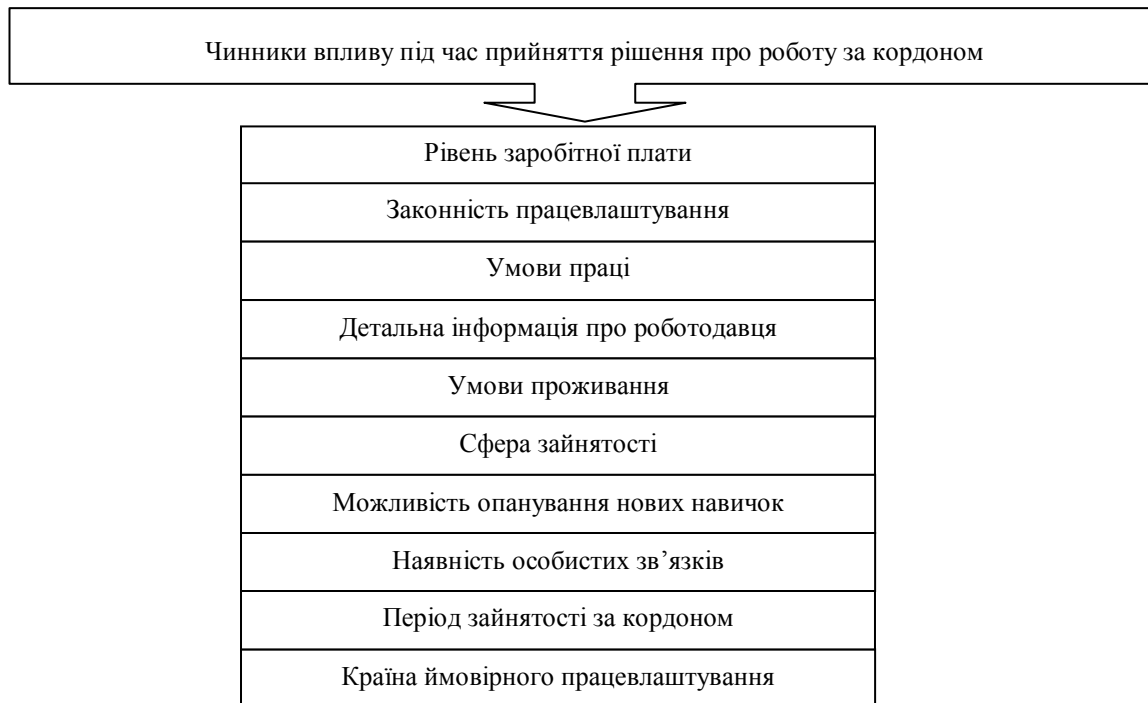 Чинники впливу під час прийняття рішення про роботу за кордоном
Рівень заробітної плати
Законність працевлаштування
Умови праці
Детальна інформація про роботодавця
Умови проживання
Сфера зайнятості
Можливість опанування нових навичок
Наявність особистих зв’язків
Період зайнятості за кордоном
Країна ймовірного працевлаштування